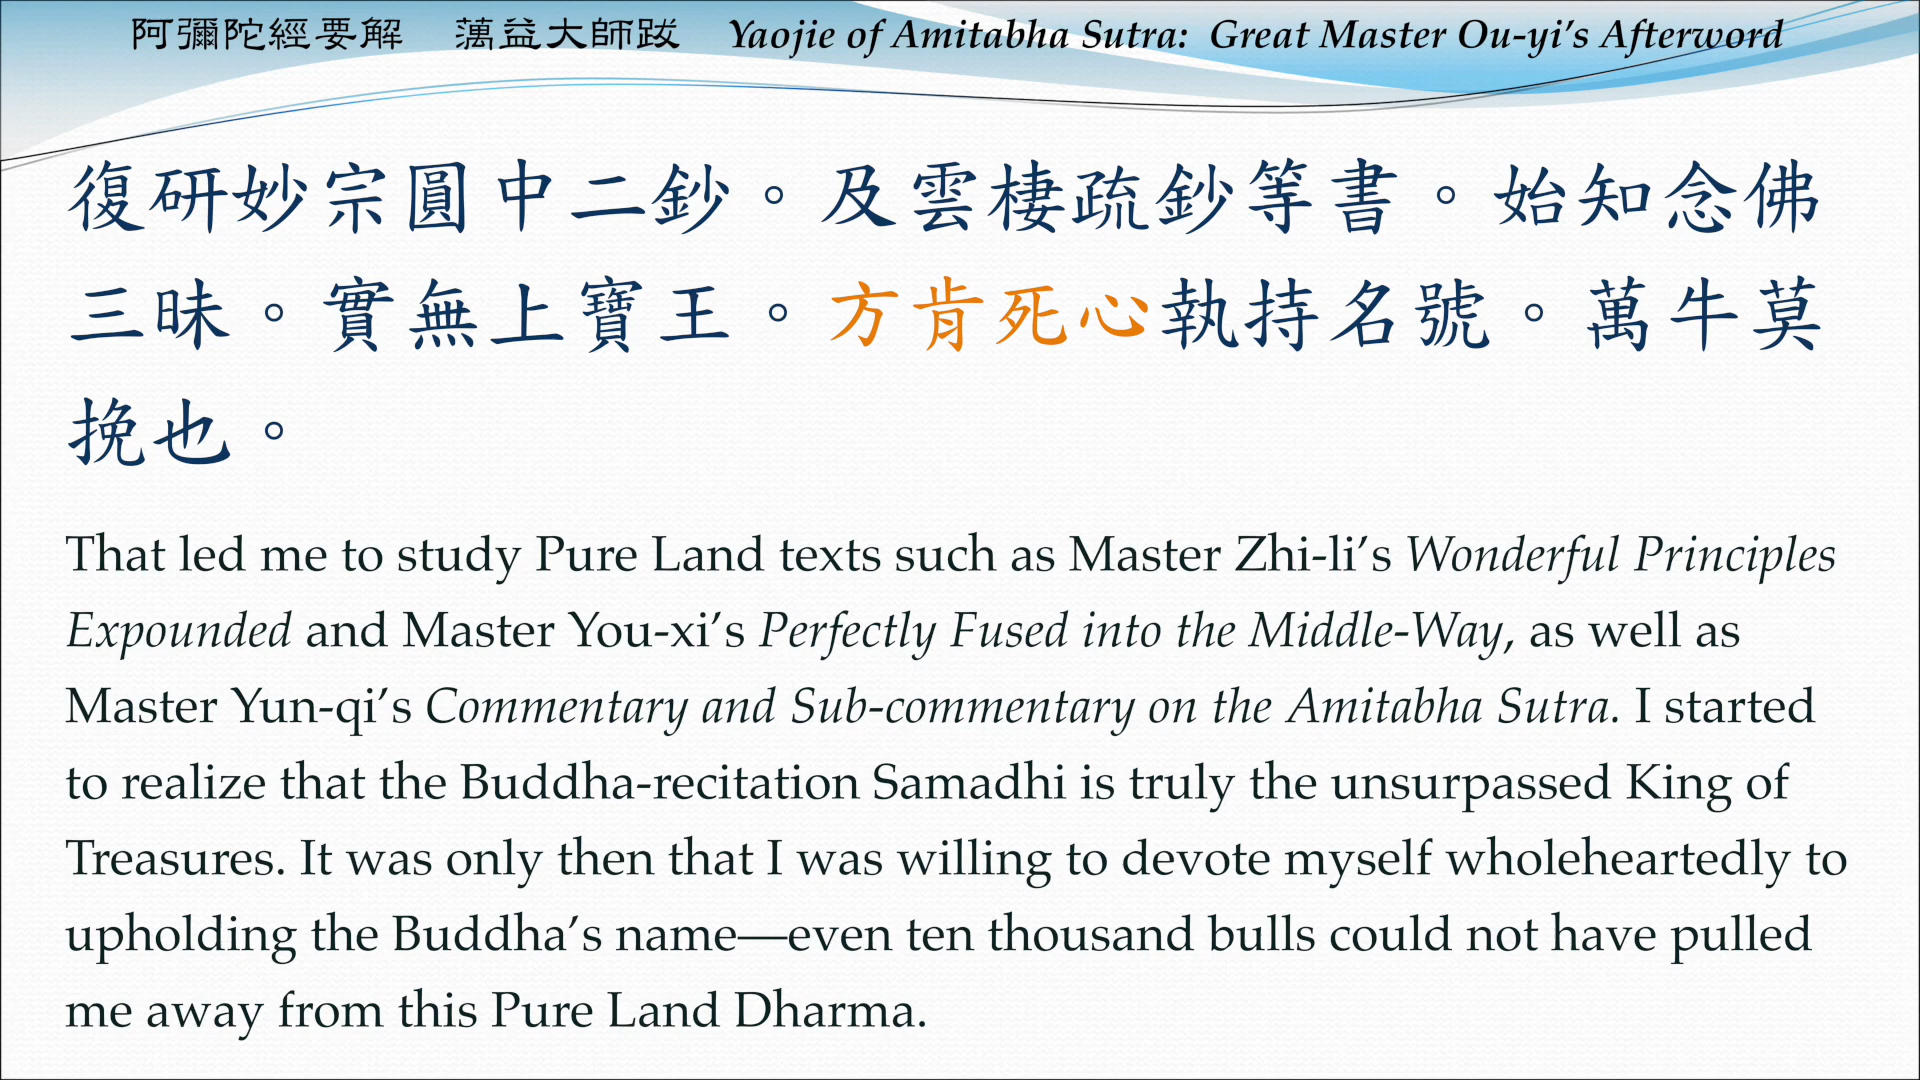 阿彌陀經要解 蕅益大師跋 Yaojie of Amitabha Sutra: Great Master Ou-yi’s Afterword
復研妙宗圓中二鈔。及雲棲疏鈔等書。始知念佛
三昧。實無上寶王。方肯死心執持名號。萬牛莫
挽也。
That led me to study Pure Land texts such as Master Zhi-li’s Wonderful Principles
Expounded and Master You-xi’s Perfectly Fused into the Middle-Way, as well as
Master Yun-qi’s Commentary and Sub-commentary on the Amitabha Sutra. I started
to realize that the Buddha-recitation Samadhi is truly the unsurpassed King of
Treasures. It was only then that I was willing to devote myself wholeheartedly to
upholding the Buddha’s name—even ten thousand bulls could not have pulled
me away from this Pure Land Dharma.